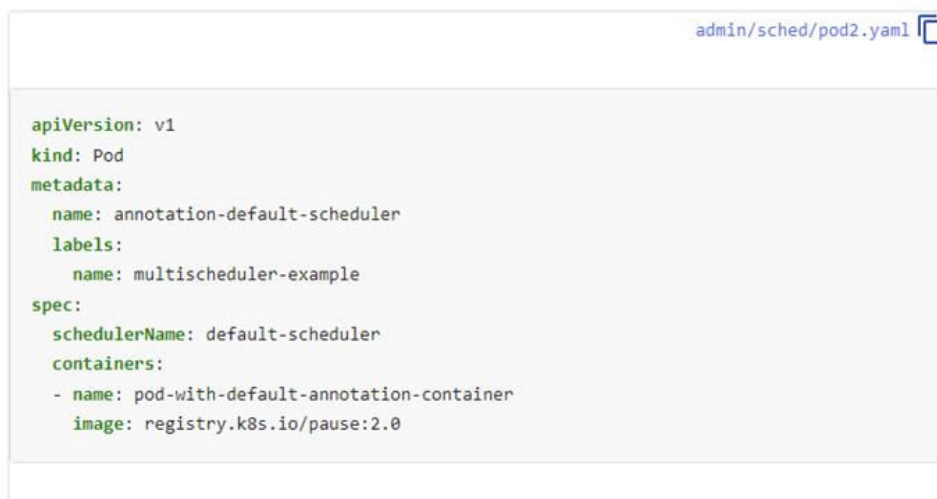 admin/sched/pod2.yaml
apiVersion: v1
kind: Pod
metadata:
  name: annotation-default-scheduler
  labels:
    name: multischeduler-example
spec:
  schedulerName: default-scheduler
  containers:
  - name: pod-with-default-annotation-container
    image: registry.k8s.io/pause:2.0